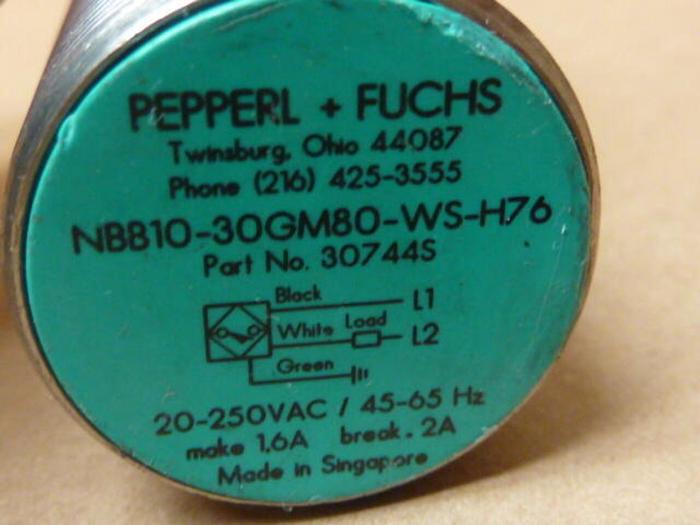 PEPPERL + FUCHS
Twinsburg, Ohio 44087
Phone (216) 425-3555
NBB10-30GM80-WS-H76
Part No. 30744S
Black L1
White Load L2
Green
20-250VAC / 45-65 Hz
make 1.6A break .2A
Made in Singapore